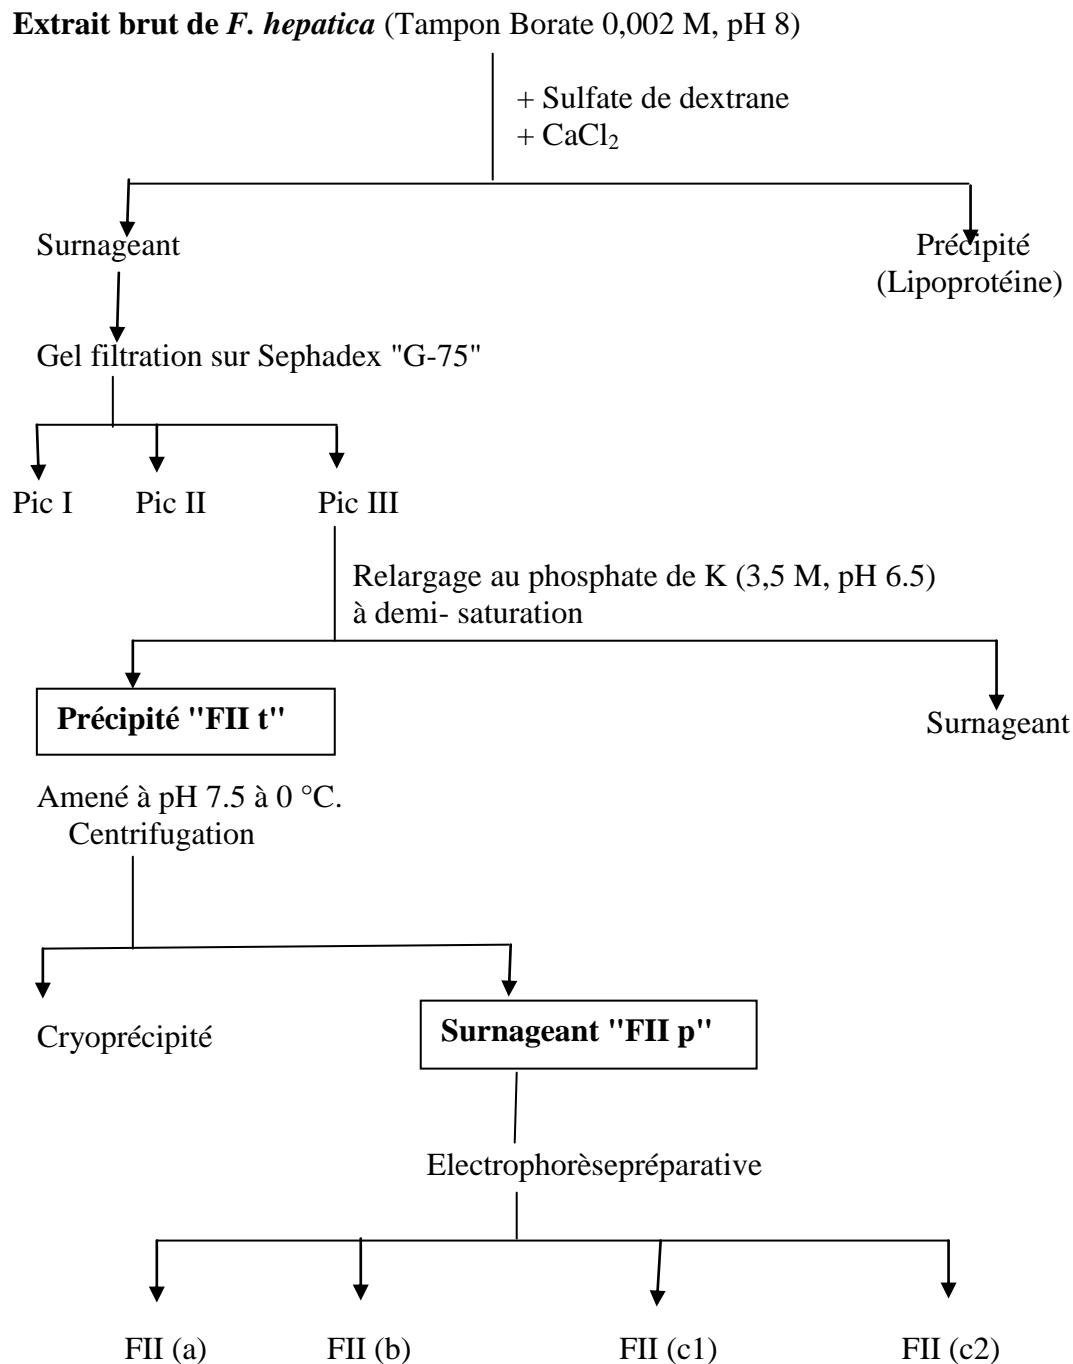 Extrait brut de F. hepatica (Tampon Borate 0,002 M, pH 8)
+ Sulfate de dextrane
+ CaCl₂
Surnageant
Précipité
(Lipoprotéine)
Gel filtration sur Sephadex "G-75"
Pic I Pic II Pic III
Relargage au phosphate de K (3,5 M, pH 6.5)
à demi- saturation
Précipité "FII t"
Surnageant
Amené à pH 7.5 à 0 °C.
Centrifugation
Cryoprécipité
Surnageant "FII p"
Electrophorèsepréparative
FII (a) FII (b) FII (c1) FII (c2)